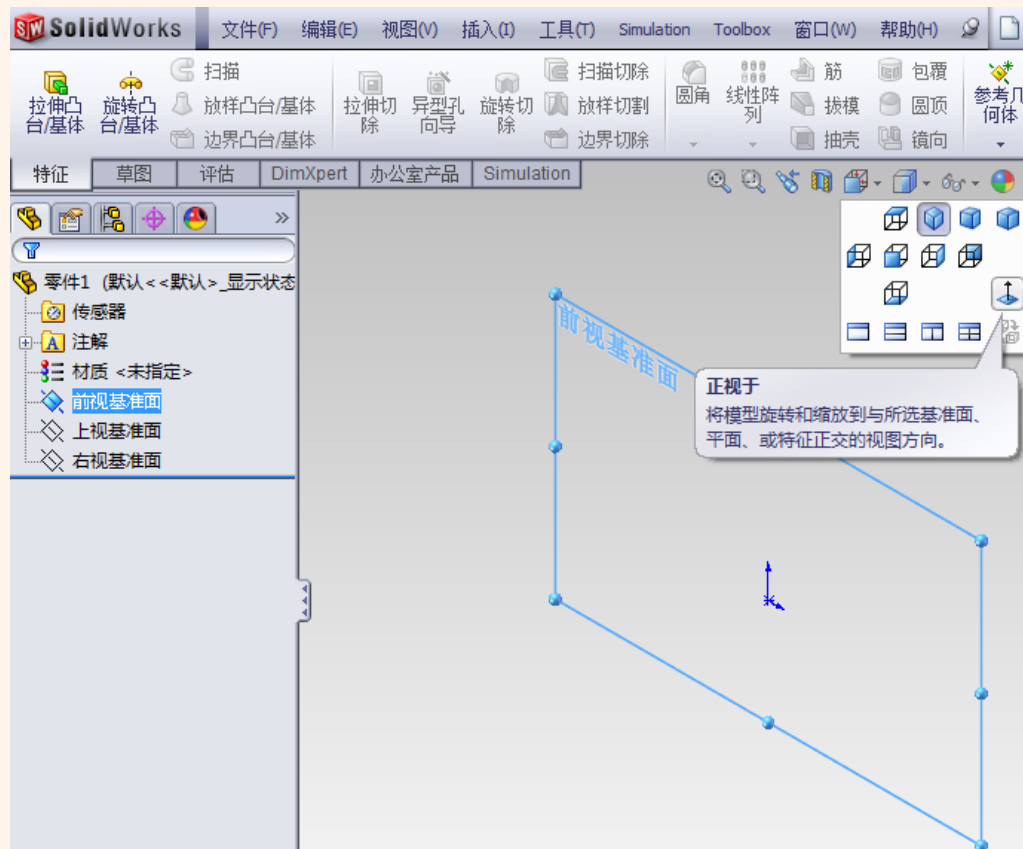 SolidWorks 文件(F) 编辑(E) 视图(V) 插入(I) 工具(T) Simulation Toolbox 窗口(W) 帮助(H)
拉伸凸台/基体
旋转凸台/基体
扫描
放样凸台/基体
边界凸台/基体
拉伸切除
异型孔向导
旋转切除
扫描切除
放样切割
边界切除
圆角
线性阵列
筋
拔模
抽壳
包覆
圆顶
镜向
参考几何体
特征 草图 评估 DimXpert 办公室产品 Simulation
零件1 (默认<<默认>_显示状态
传感器
A 注解
材质 <未指定>
前视基准面
上视基准面
右视基准面
前视基准面
正视于
将模型旋转和缩放到与所选基准面、
平面、或特征正交的视图方向。